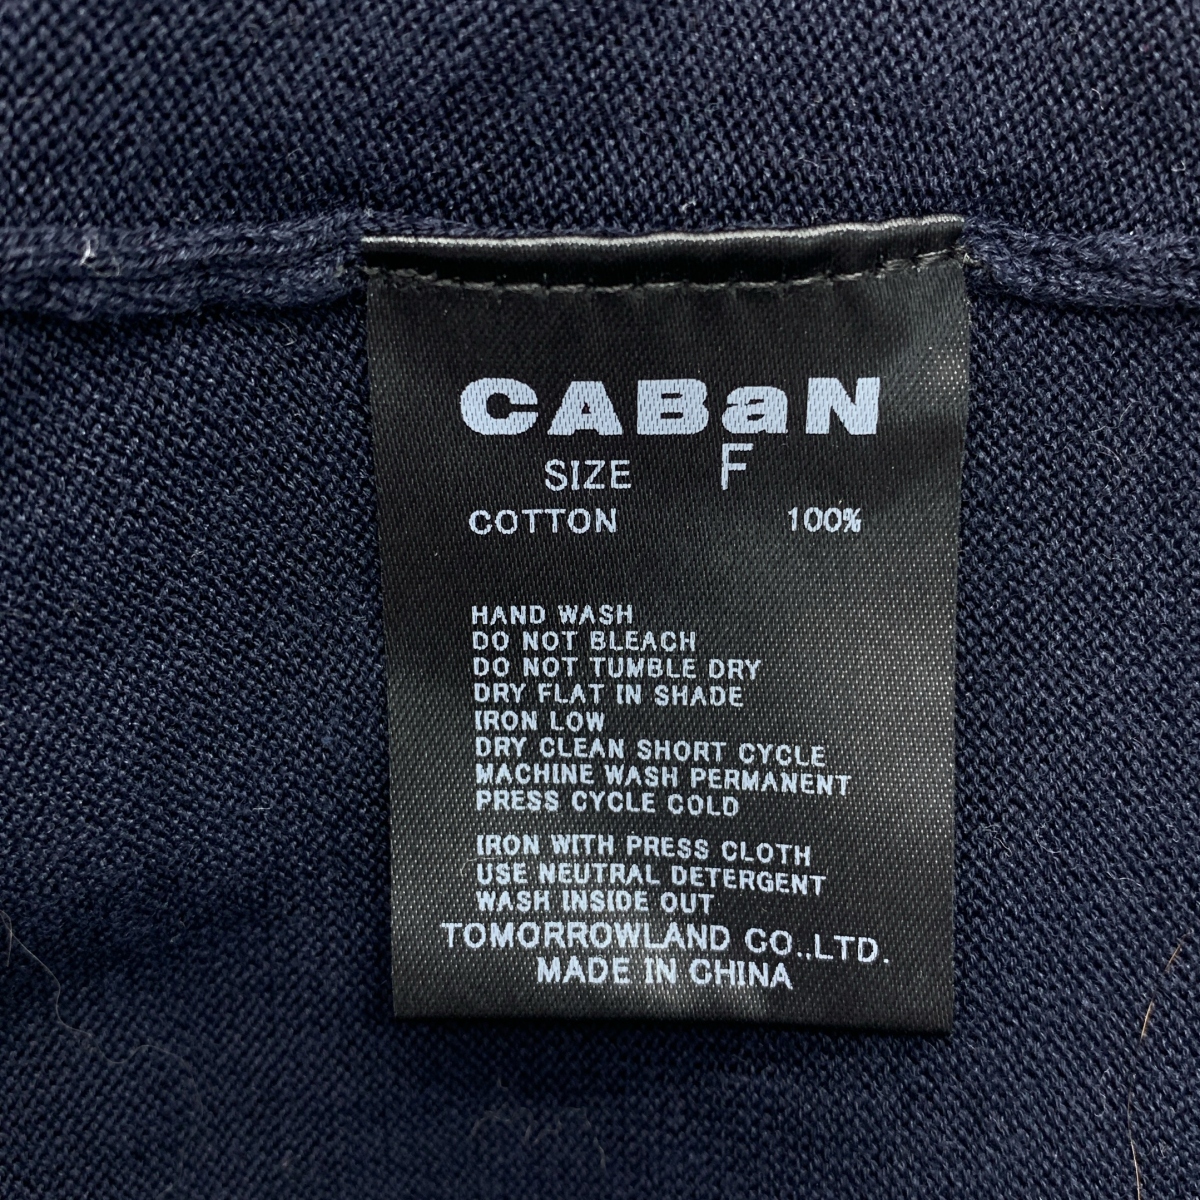 CABaN
SIZE F
COTTON 100%
HAND WASH
DO NOT BLEACH
DO NOT TUMBLE DRY
DRY FLAT IN SHADE
IRON LOW
DRY CLEAN SHORT CYCLE
MACHINE WASH PERMANENT
PRESS CYCLE COLD
IRON WITH PRESS CLOTH
USE NEUTRAL DETERGENT
WASH INSIDE OUT
TOMORROWLAND CO.,LTD.
MADE IN CHINA